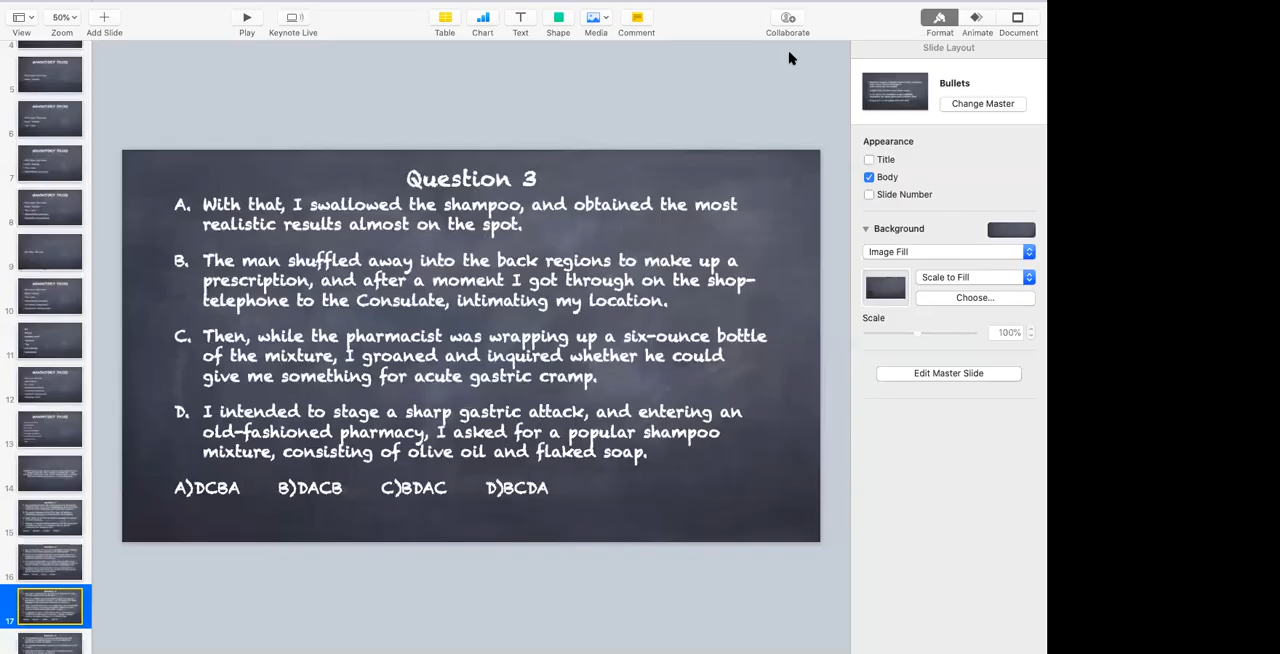 50%
View
Zoom
Add Slide
Play
Keynote Live
Table
Chart
Text
Shape
Media
Comment
Collaborate
Format
Animate
Document
Slide Layout
Bullets
Change Master
Appearance
Title
Body
Slide Number
Background
Image Fill
Scale to Fill
Choose...
Scale
100%
Edit Master Slide
4
5
6
7
8
9
10
11
12
13
14
15
16
17
Question 3
A. With that, I swallowed the shampoo, and obtained the most
realistic results almost on the spot.
B. The man shuffled away into the back regions to make up a
prescription, and after a moment I got through on the shop-
telephone to the Consulate, intimating my location.
C. Then, while the pharmacist was wrapping up a six-ounce bottle
of the mixture, I groaned and inquired whether he could
give me something for acute gastric cramp.
D. I intended to stage a sharp gastric attack, and entering an
old-fashioned pharmacy, I asked for a popular shampoo
mixture, consisting of olive oil and flaked soap.
A)DCBA B)DACB C)BDAC D)BCDA